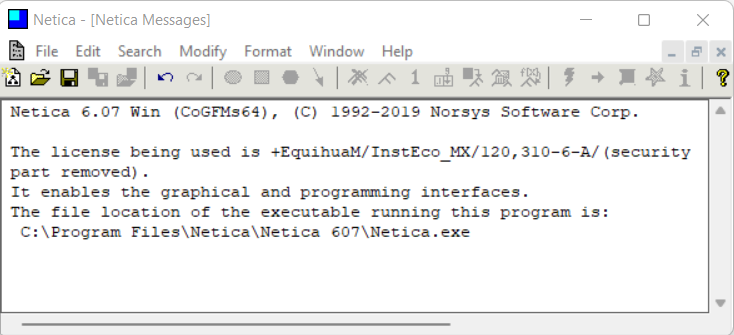 Netica - [Netica Messages]
File Edit Search Modify Format Window Help
Netica 6.07 Win (CoGFMs64), (C) 1992-2019 Norsys Software Corp.
The license being used is +EquihuaM/InstEco_MX/120,310-6-A/(security
part removed).
It enables the graphical and programming interfaces.
The file location of the executable running this program is:
C:\Program Files\Netica\Netica 607\Netica.exe